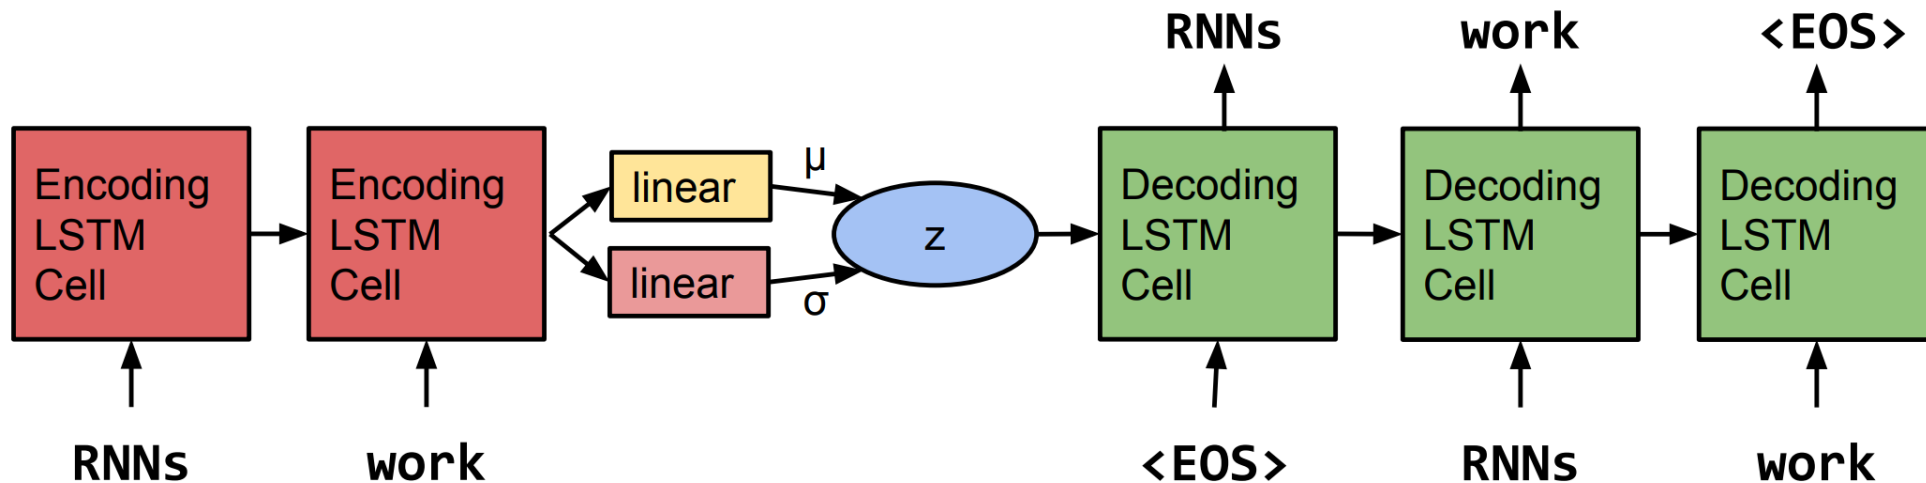 RNNs work <EOS>
Encoding
LSTM
Cell
Encoding
LSTM
Cell
linear
μ
linear
σ
z
Decoding
LSTM
Cell
Decoding
LSTM
Cell
Decoding
LSTM
Cell
RNNs work <EOS> RNNs work